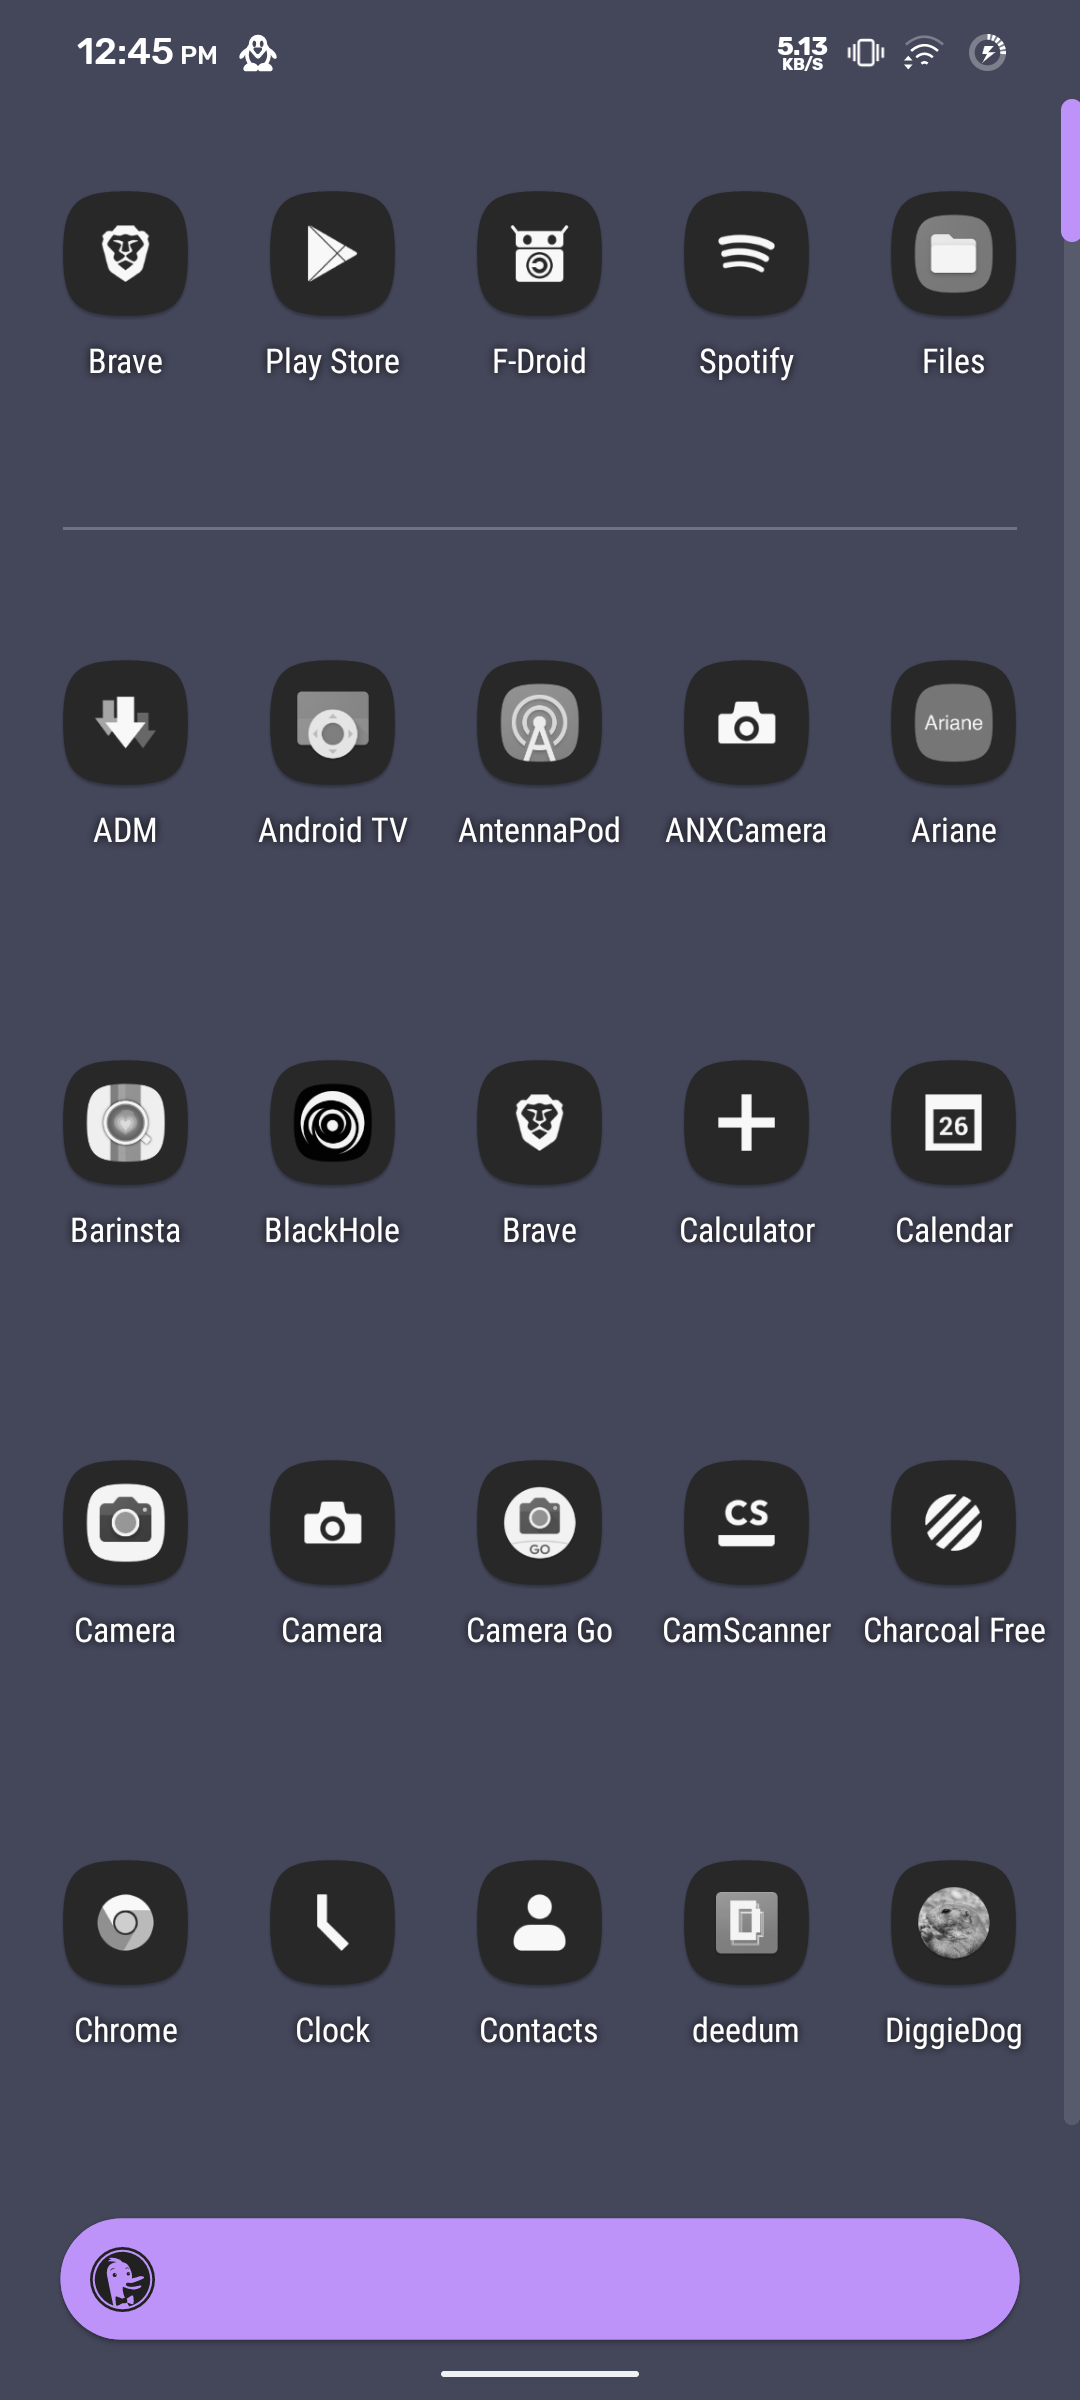 12:45 PM 5.13 KB/S
Brave Play Store F-Droid Spotify Files
Ariane
ADM Android TV AntennaPod ANXCamera Ariane
26
Barinsta BlackHole Brave Calculator Calendar
GO CS
Camera Camera Camera Go CamScanner Charcoal Free
D
Chrome Clock Contacts deedum DiggieDog